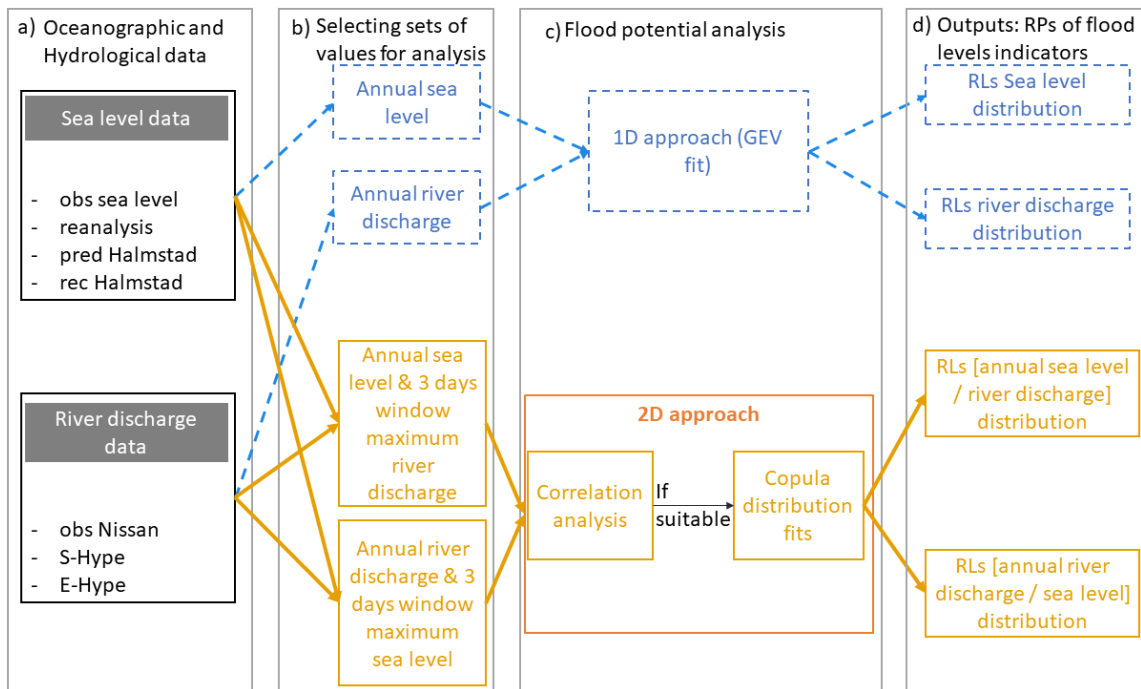 a) Oceanographic and
Hydrological data
Sea level data
- obs sea level
- reanalysis
- pred Halmstad
- rec Halmstad
River discharge
data
- obs Nissan
- S-Hype
- E-Hype
b) Selecting sets of
values for analysis
Annual sea
level
Annual river
discharge
Annual sea
level & 3 days
window
maximum
river
discharge
Annual river
discharge & 3
days window
maximum
sea level
c) Flood potential analysis
1D approach (GEV
fit)
2D approach
Correlation
analysis
If
suitable
Copula
distribution
fits
d) Outputs: RPs of flood
levels indicators
RLs Sea level
distribution
RLs river discharge
distribution
RLs [annual sea level
/ river discharge]
distribution
RLs [annual river
discharge / sea level]
distribution